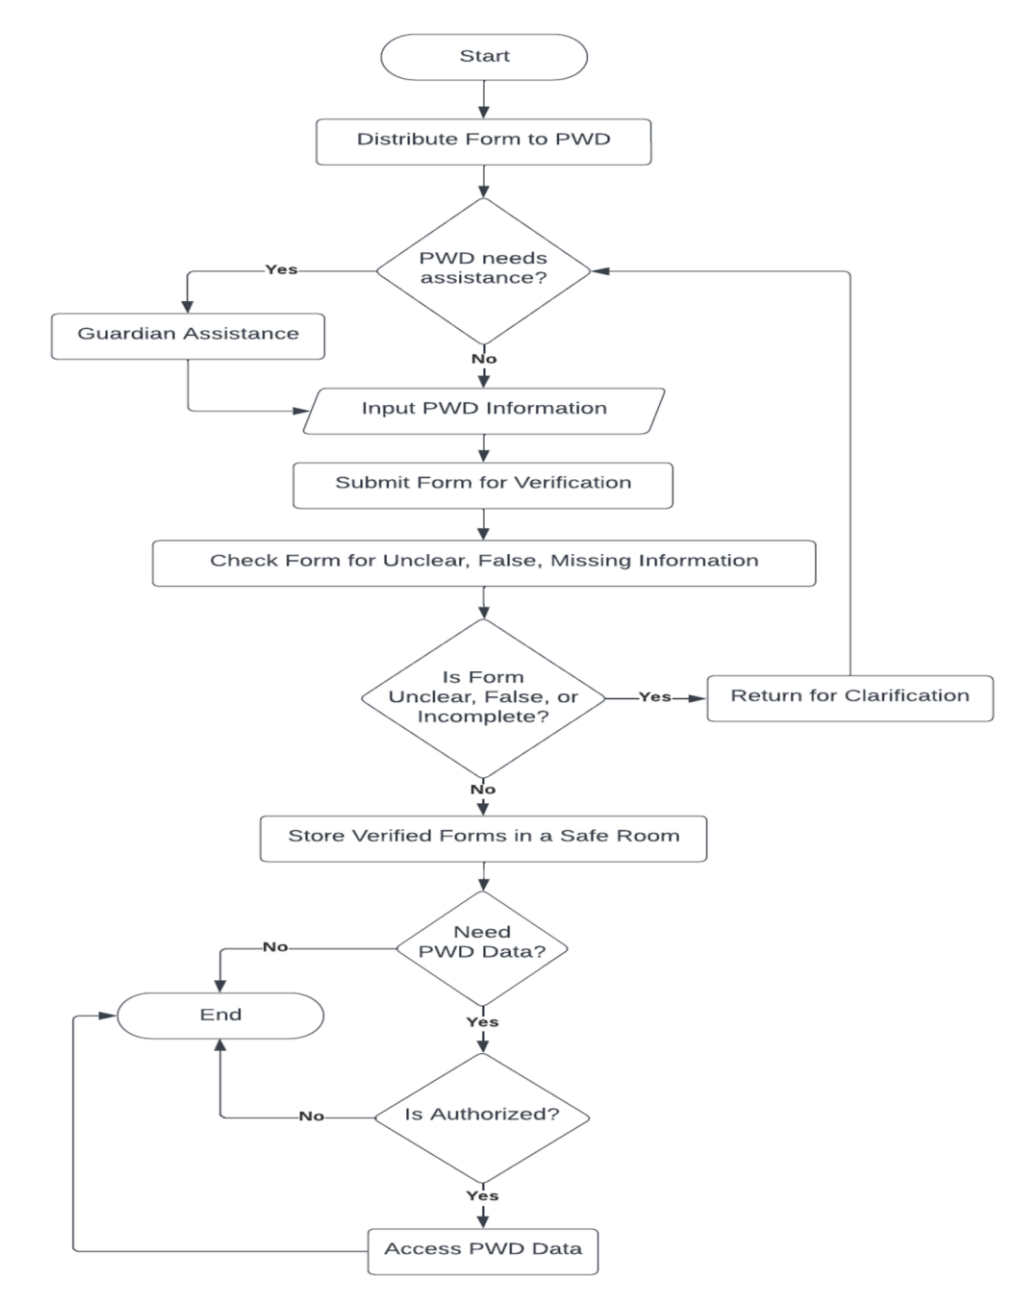 Start
Distribute Form to PWD
PWD needs
assistance?
Yes
Guardian Assistance
No
Input PWD Information
Submit Form for Verification
Check Form for Unclear, False, Missing Information
Is Form
Unclear, False, or
Incomplete?
Yes
Return for Clarification
No
Store Verified Forms in a Safe Room
Need
PWD Data?
No
End
Yes
Is Authorized?
No
Yes
Access PWD Data